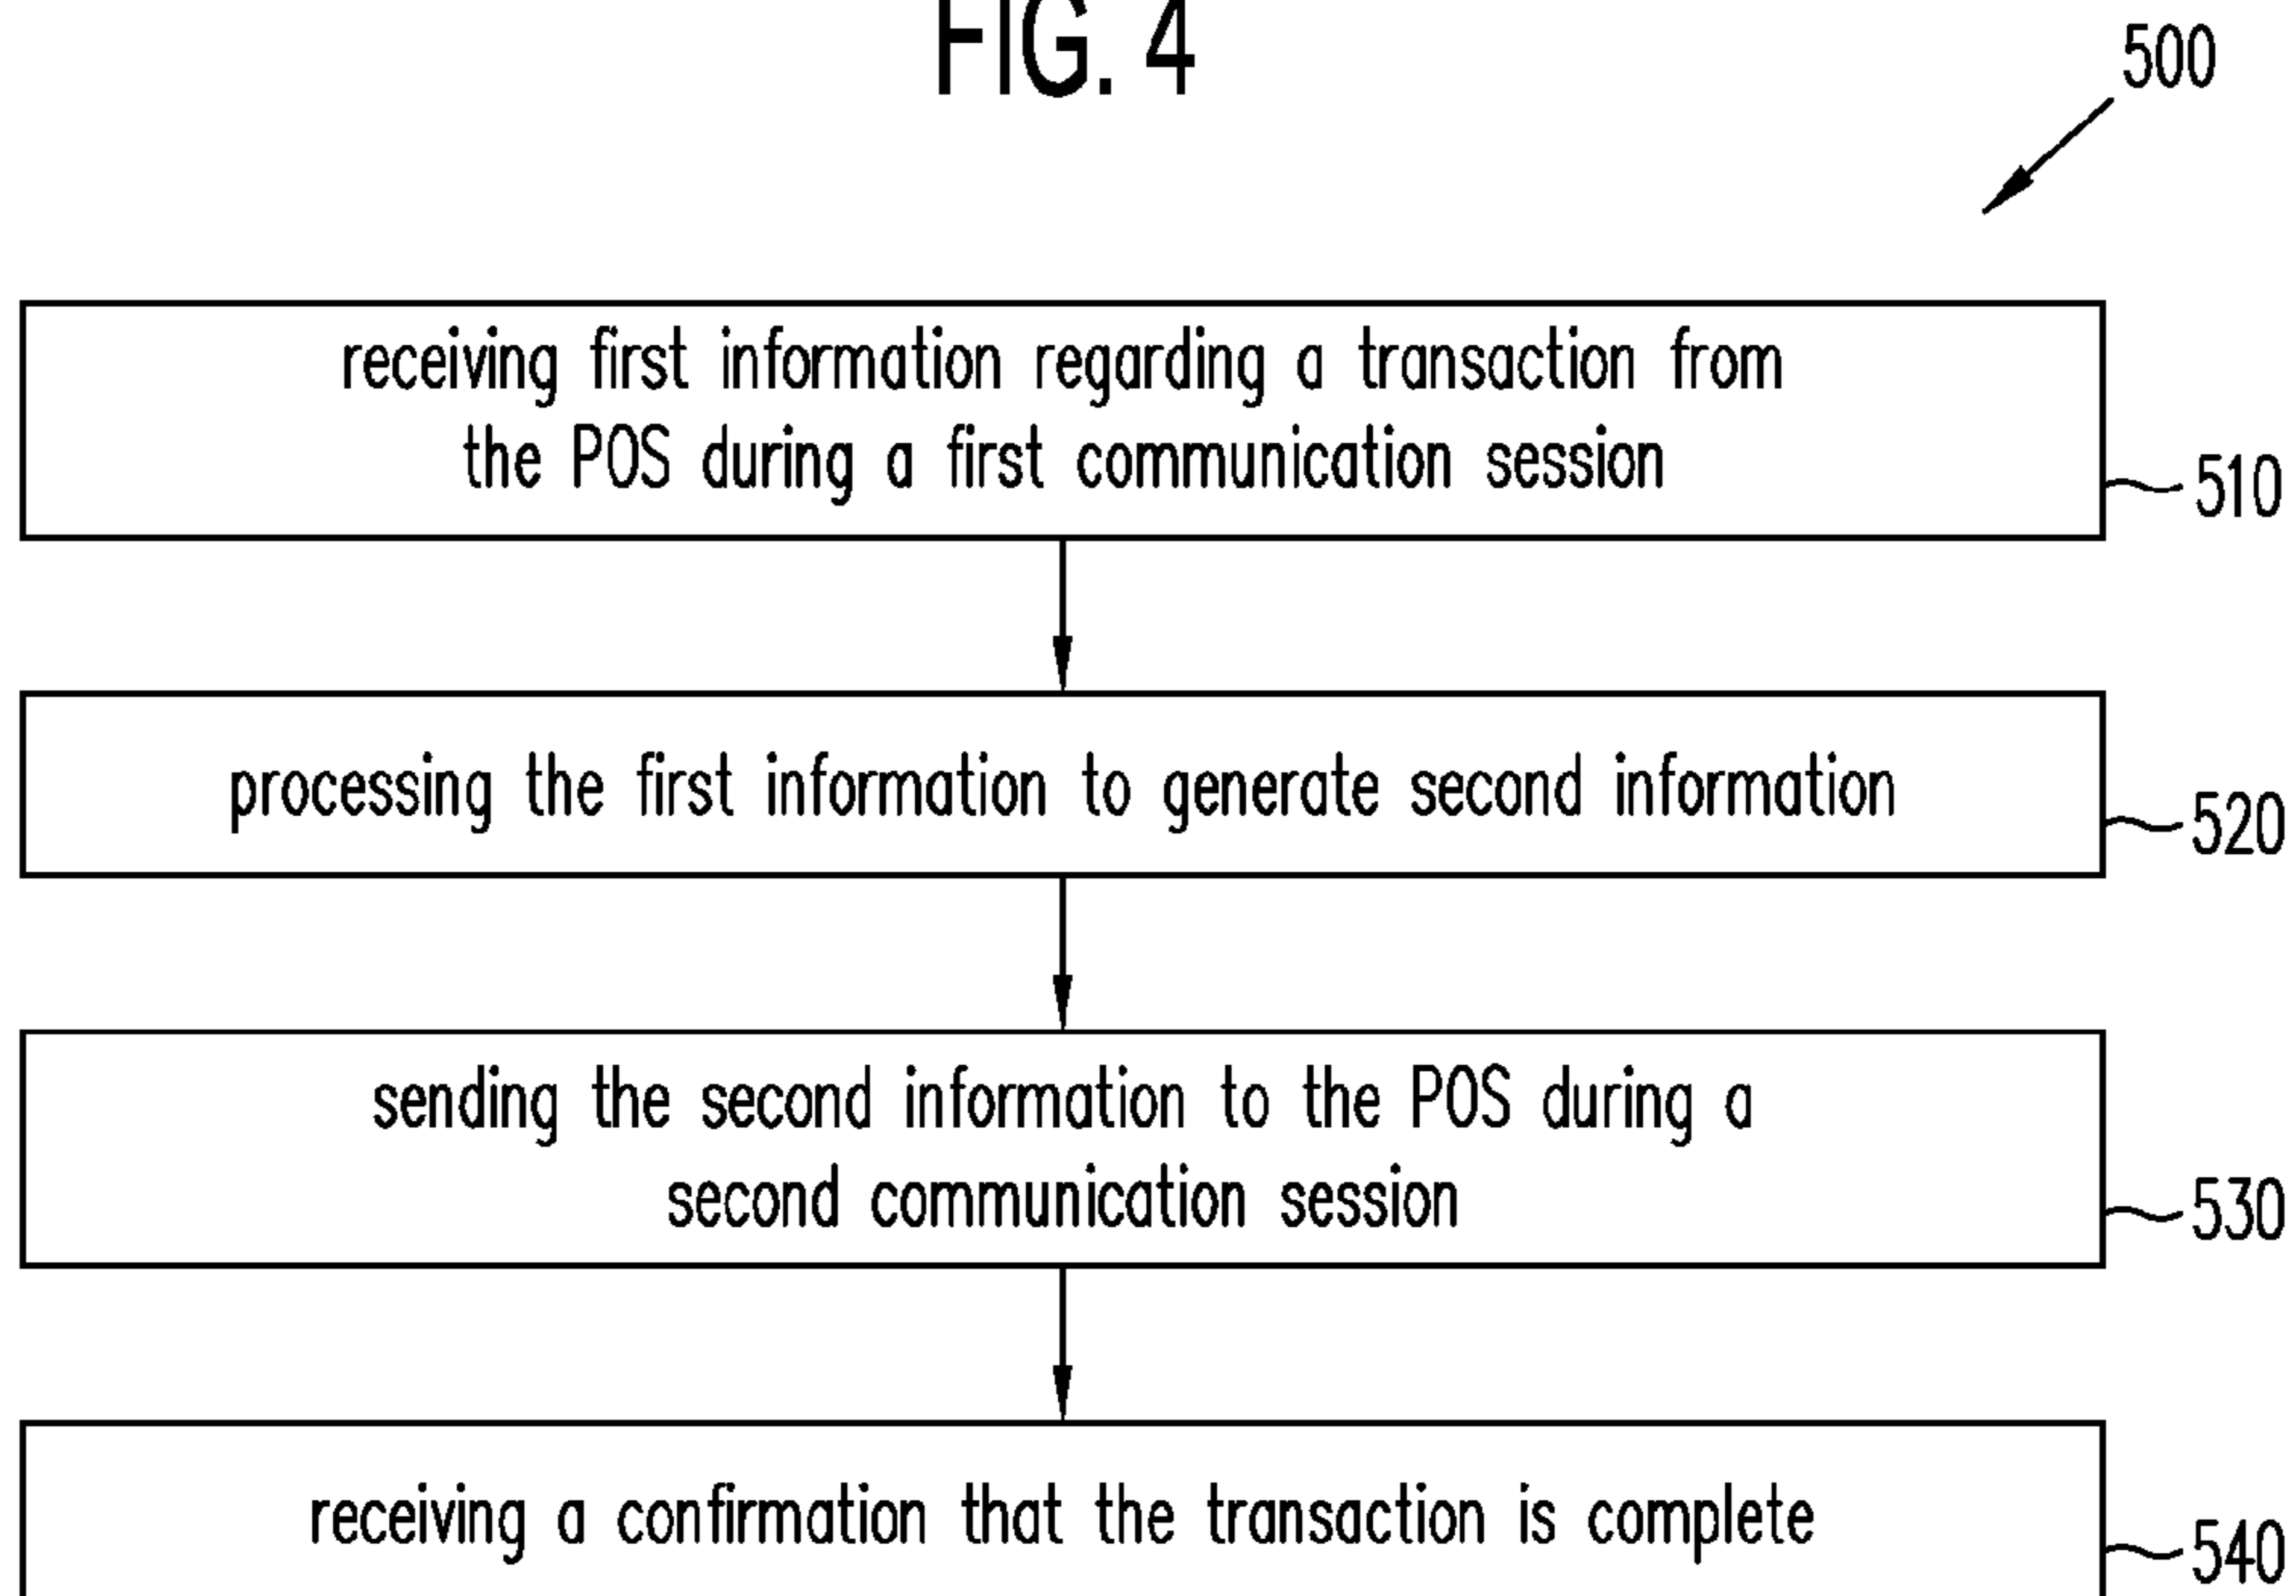 FIG. 4
500
receiving first information regarding a transaction from
the POS during a first communication session
510
processing the first information to generate second information
520
sending the second information to the POS during a
second communication session
530
receiving a confirmation that the transaction is complete
540